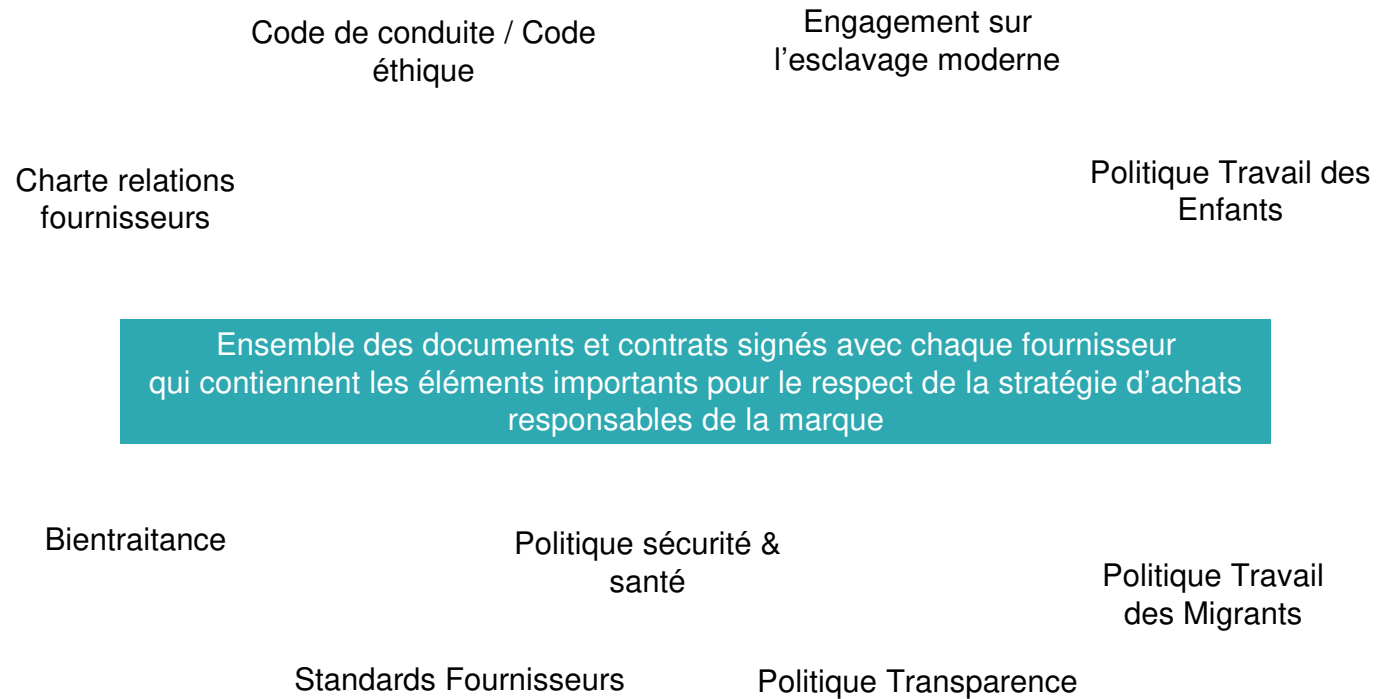 Code de conduite / Code
éthique
Engagement sur
l’esclavage moderne
Charte relations
fournisseurs
Politique Travail des
Enfants
Ensemble des documents et contrats signés avec chaque fournisseur
qui contiennent les éléments importants pour le respect de la stratégie d’achats
responsables de la marque
Bientraitance
Politique sécurité &
santé
Politique Travail
des Migrants
Standards Fournisseurs
Politique Transparence